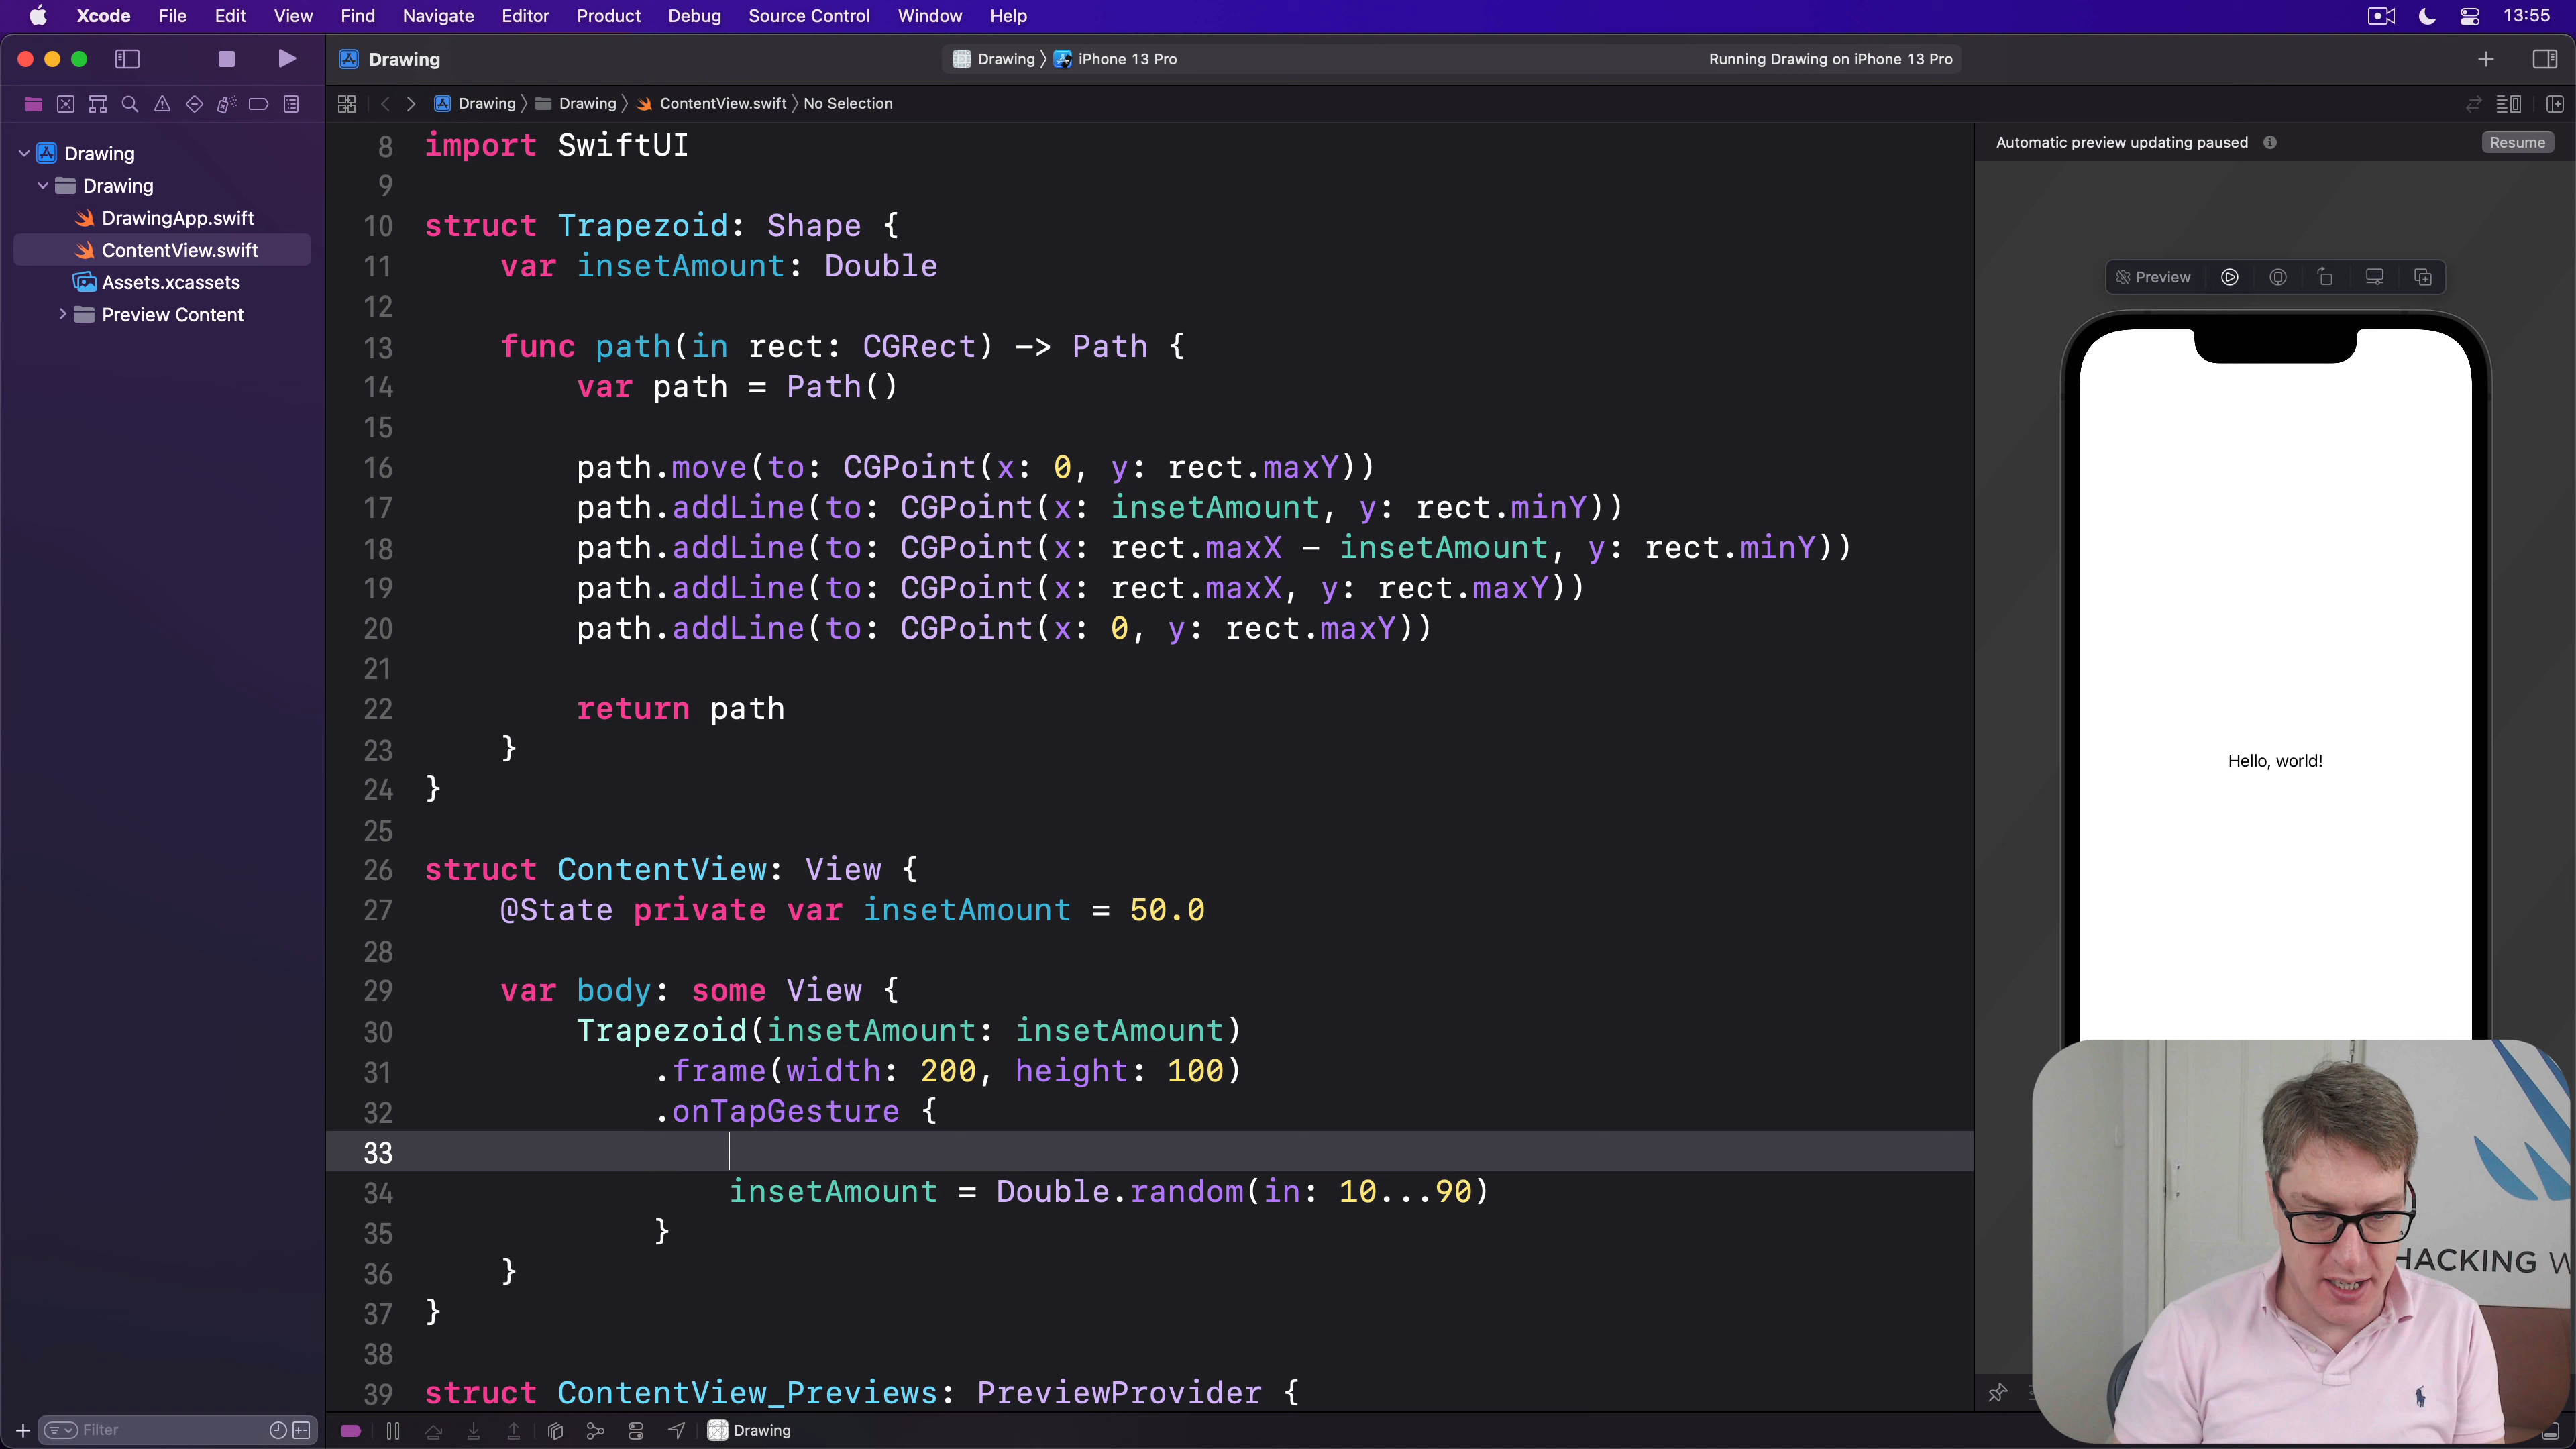 Xcode File Edit View Find Navigate Editor Product Debug Source Control Window Help 13:55
Drawing
Drawing 〉 iPhone 13 Pro
Running Drawing on iPhone 13 Pro
Drawing 〉 Drawing 〉 ContentView.swift 〉 No Selection
Drawing
Drawing
DrawingApp.swift
ContentView.swift
Assets.xcassets
Preview Content
Filter
8 import SwiftUI
9
10 struct Trapezoid: Shape {
11 var insetAmount: Double
12
13 func path(in rect: CGRect) -> Path {
14 var path = Path()
15
16 path.move(to: CGPoint(x: 0, y: rect.maxY))
17 path.addLine(to: CGPoint(x: insetAmount, y: rect.minY))
18 path.addLine(to: CGPoint(x: rect.maxX - insetAmount, y: rect.minY))
19 path.addLine(to: CGPoint(x: rect.maxX, y: rect.maxY))
20 path.addLine(to: CGPoint(x: 0, y: rect.maxY))
21
22 return path
23 }
24 }
25
26 struct ContentView: View {
27 @State private var insetAmount = 50.0
28
29 var body: some View {
30 Trapezoid(insetAmount: insetAmount)
31 .frame(width: 200, height: 100)
32 .onTapGesture {
33
34 insetAmount = Double.random(in: 10...90)
35 }
36 }
37 }
38
39 struct ContentView_Previews: PreviewProvider {
Drawing
Automatic preview updating paused
Resume
Preview
Hello, world!
HACKING W